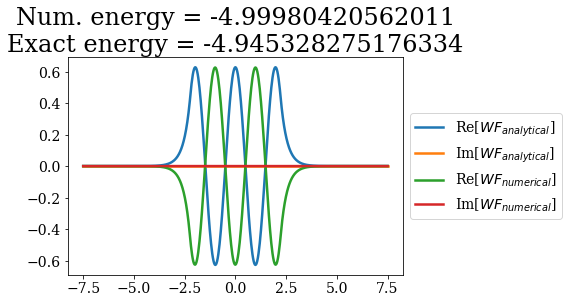 Num. energy = -4.99980420562011
Exact energy = -4.945328275176334
0.6
0.4
0.2
0.0
−0.2
−0.4
−0.6
−7.5 −5.0 −2.5 0.0 2.5 5.0 7.5
Re[WF_analytical]
Im[WF_analytical]
Re[WF_numerical]
Im[WF_numerical]